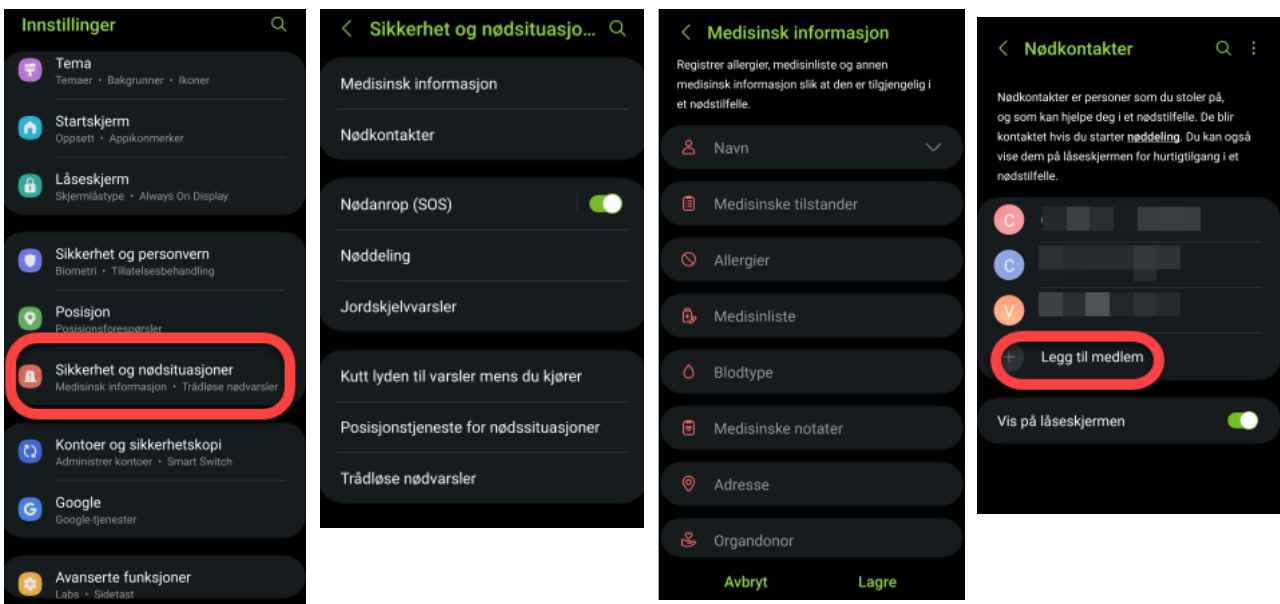 Innstillinger
Tema
Temaer • Bakgrunner • Ikoner
Startskjerm
Oppsett • Appikonmerker
Låseskjerm
Skjermlåstype • Always On Display
Sikkerhet og personvern
Biometri • Tillatelsesbehandling
Posisjon
Posisjonsforespørsler
Sikkerhet og nødsituasjoner
Medisinsk informasjon • Trådløse nødvarsler
Kontoer og sikkerhetskopi
Administrer kontoer • Smart Switch
Google
Google-tjenester
Avanserte funksjoner
Labs • Sidetast
Sikkerhet og nødsituasjo...
Medisinsk informasjon
Nødkontakter
Nødanrop (SOS)
Nøddeling
Jordskjelvvarsler
Kutt lyden til varsler mens du kjører
Posisjonstjeneste for nødssituasjoner
Trådløse nødvarsler
Medisinsk informasjon
Registrer allergier, medisinliste og annen
medisinsk informasjon slik at den er tilgjengelig i
et nødstilfelle.
Navn
Medisinske tilstander
Allergier
Medisinliste
Blodtype
Medisinske notater
Adresse
Organdonor
Avbryt Lagre
Nødkontakter
Nødkontakter er personer som du stoler på,
og som kan hjelpe deg i et nødstilfelle. De blir
kontaktet hvis du starter nøddeling. Du kan også
vise dem på låseskjermen for hurtigtilgang i et
nødstilfelle.
C
C
V
Legg til medlem
Vis på låseskjermen